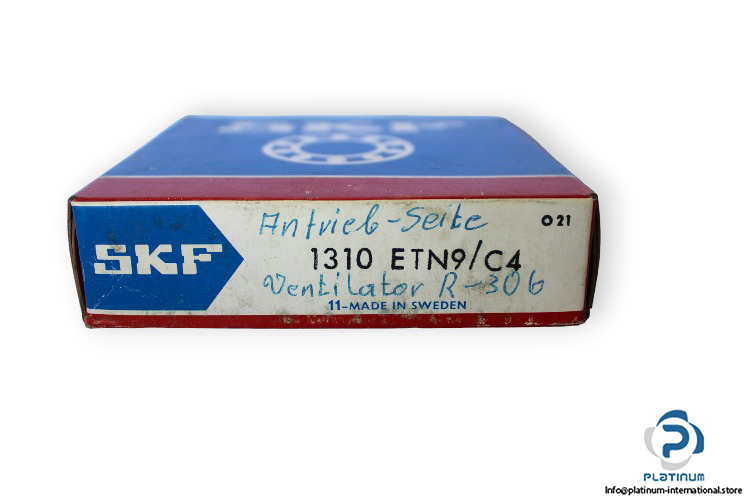 SKF
Antrieb-Seite
021
SKF
1310 ETN9/C4
Ventilator R-306
11-MADE IN SWEDEN
PLATINUM
Info@platinum-international.store